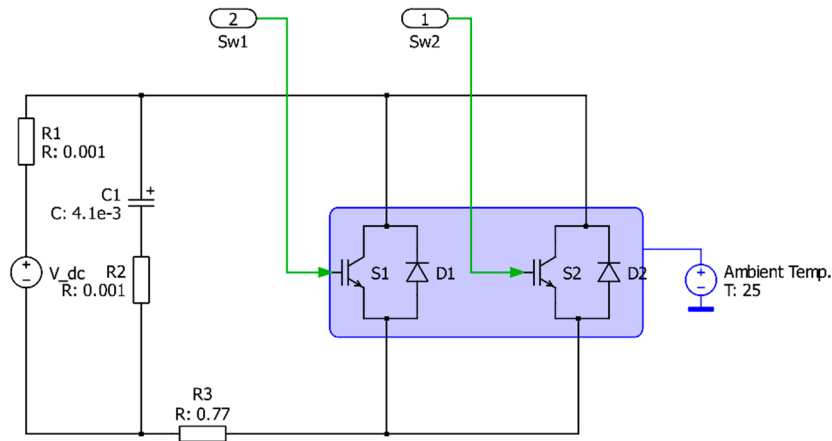 2
Sw1
1
Sw2
R1
R: 0.001
C1
+
C: 4.1e-3
V_dc
R2
R: 0.001
S1
D1
S2
D2
Ambient Temp.
T: 25
R3
R: 0.77